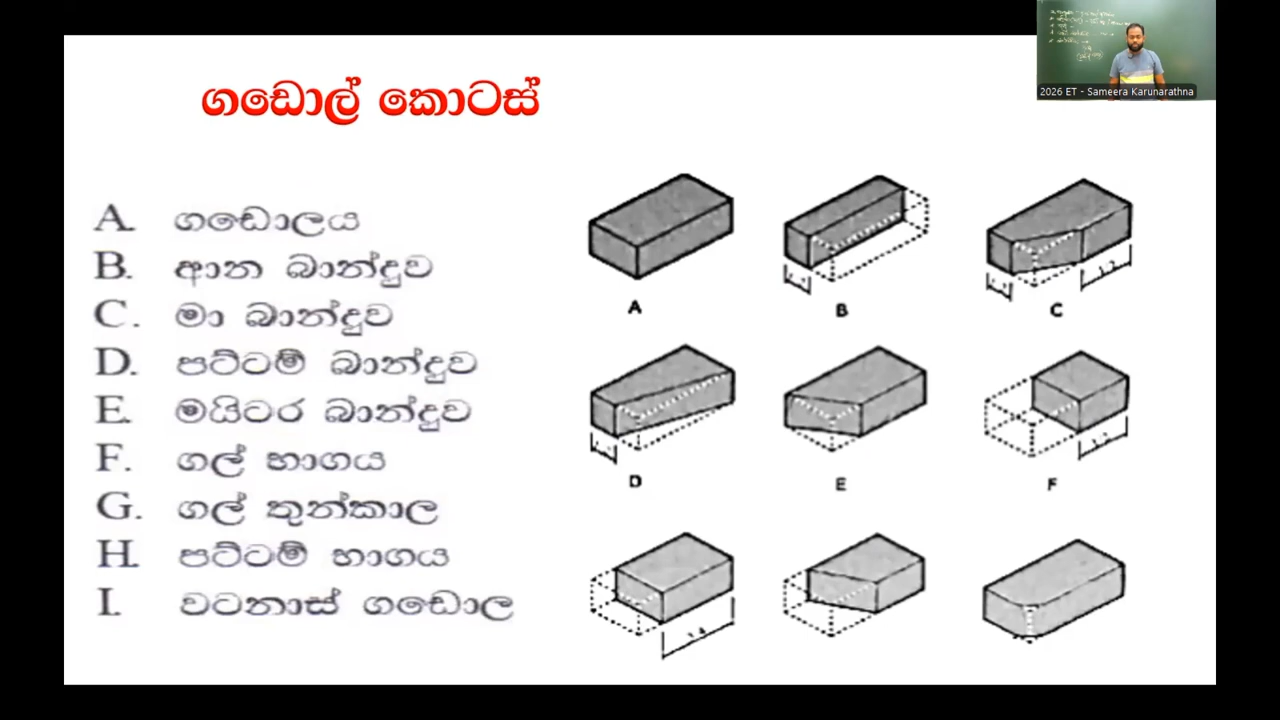 2026 ET - Sameera Karunarathna
ගඩොල් කොටස්
A. ගඩොලය
B. ආන බාන්දුව
C. මා බාන්දුව
D. පට්ටම් බාන්දුව
E. මයිටර බාන්දුව
F. ගල් භාගය
G. ගල් තුන්කාල
H. පට්ටම් භාගය
I. වටනාස් ගඩොල
A
B
C
D
E
F